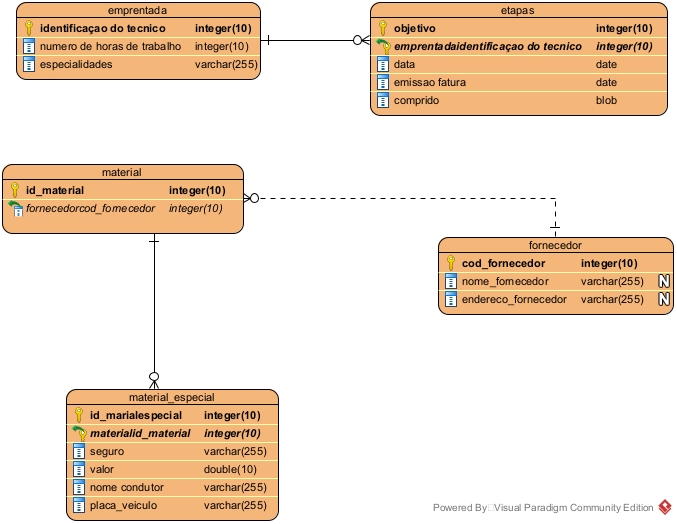 emprentada
identificaçao do tecnico integer(10)
numero de horas de trabalho integer(10)
especialidades varchar(255)
etapas
objetivo integer(10)
emprentadaidentificaçao do tecnico integer(10)
data date
emissao fatura date
comprido blob
material
id_material integer(10)
fornecedorcod_fornecedor integer(10)
fornecedor
cod_fornecedor integer(10)
nome_fornecedor varchar(255) N
endereco_fornecedor varchar(255) N
material_especial
id_marialespecial integer(10)
materialid_material integer(10)
seguro varchar(255)
valor double(10)
nome condutor varchar(255)
placa_veiculo varchar(255)
Powered By Visual Paradigm Community Edition